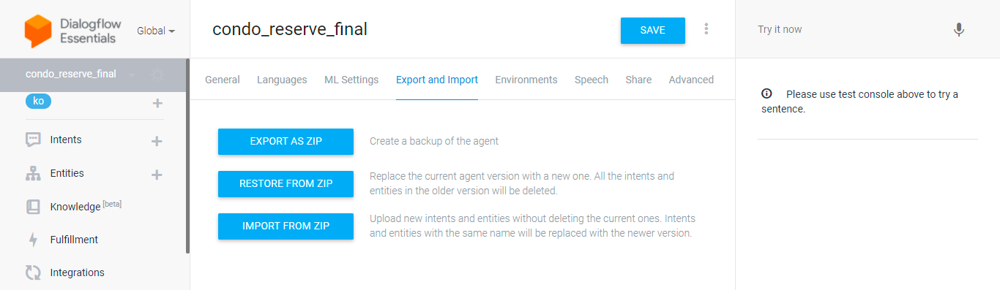 Dialogflow
Essentials
Global
condo_reserve_final
SAVE
Try it now
condo_reserve_final
ko
Intents
Entities
Knowledge [beta]
Fulfillment
Integrations
General Languages ML Settings Export and Import Environments Speech Share Advanced
EXPORT AS ZIP
Create a backup of the agent
RESTORE FROM ZIP
Replace the current agent version with a new one. All the intents and
entities in the older version will be deleted.
IMPORT FROM ZIP
Upload new intents and entities without deleting the current ones. Intents
and entities with the same name will be replaced with the newer version.
Please use test console above to try a
sentence.